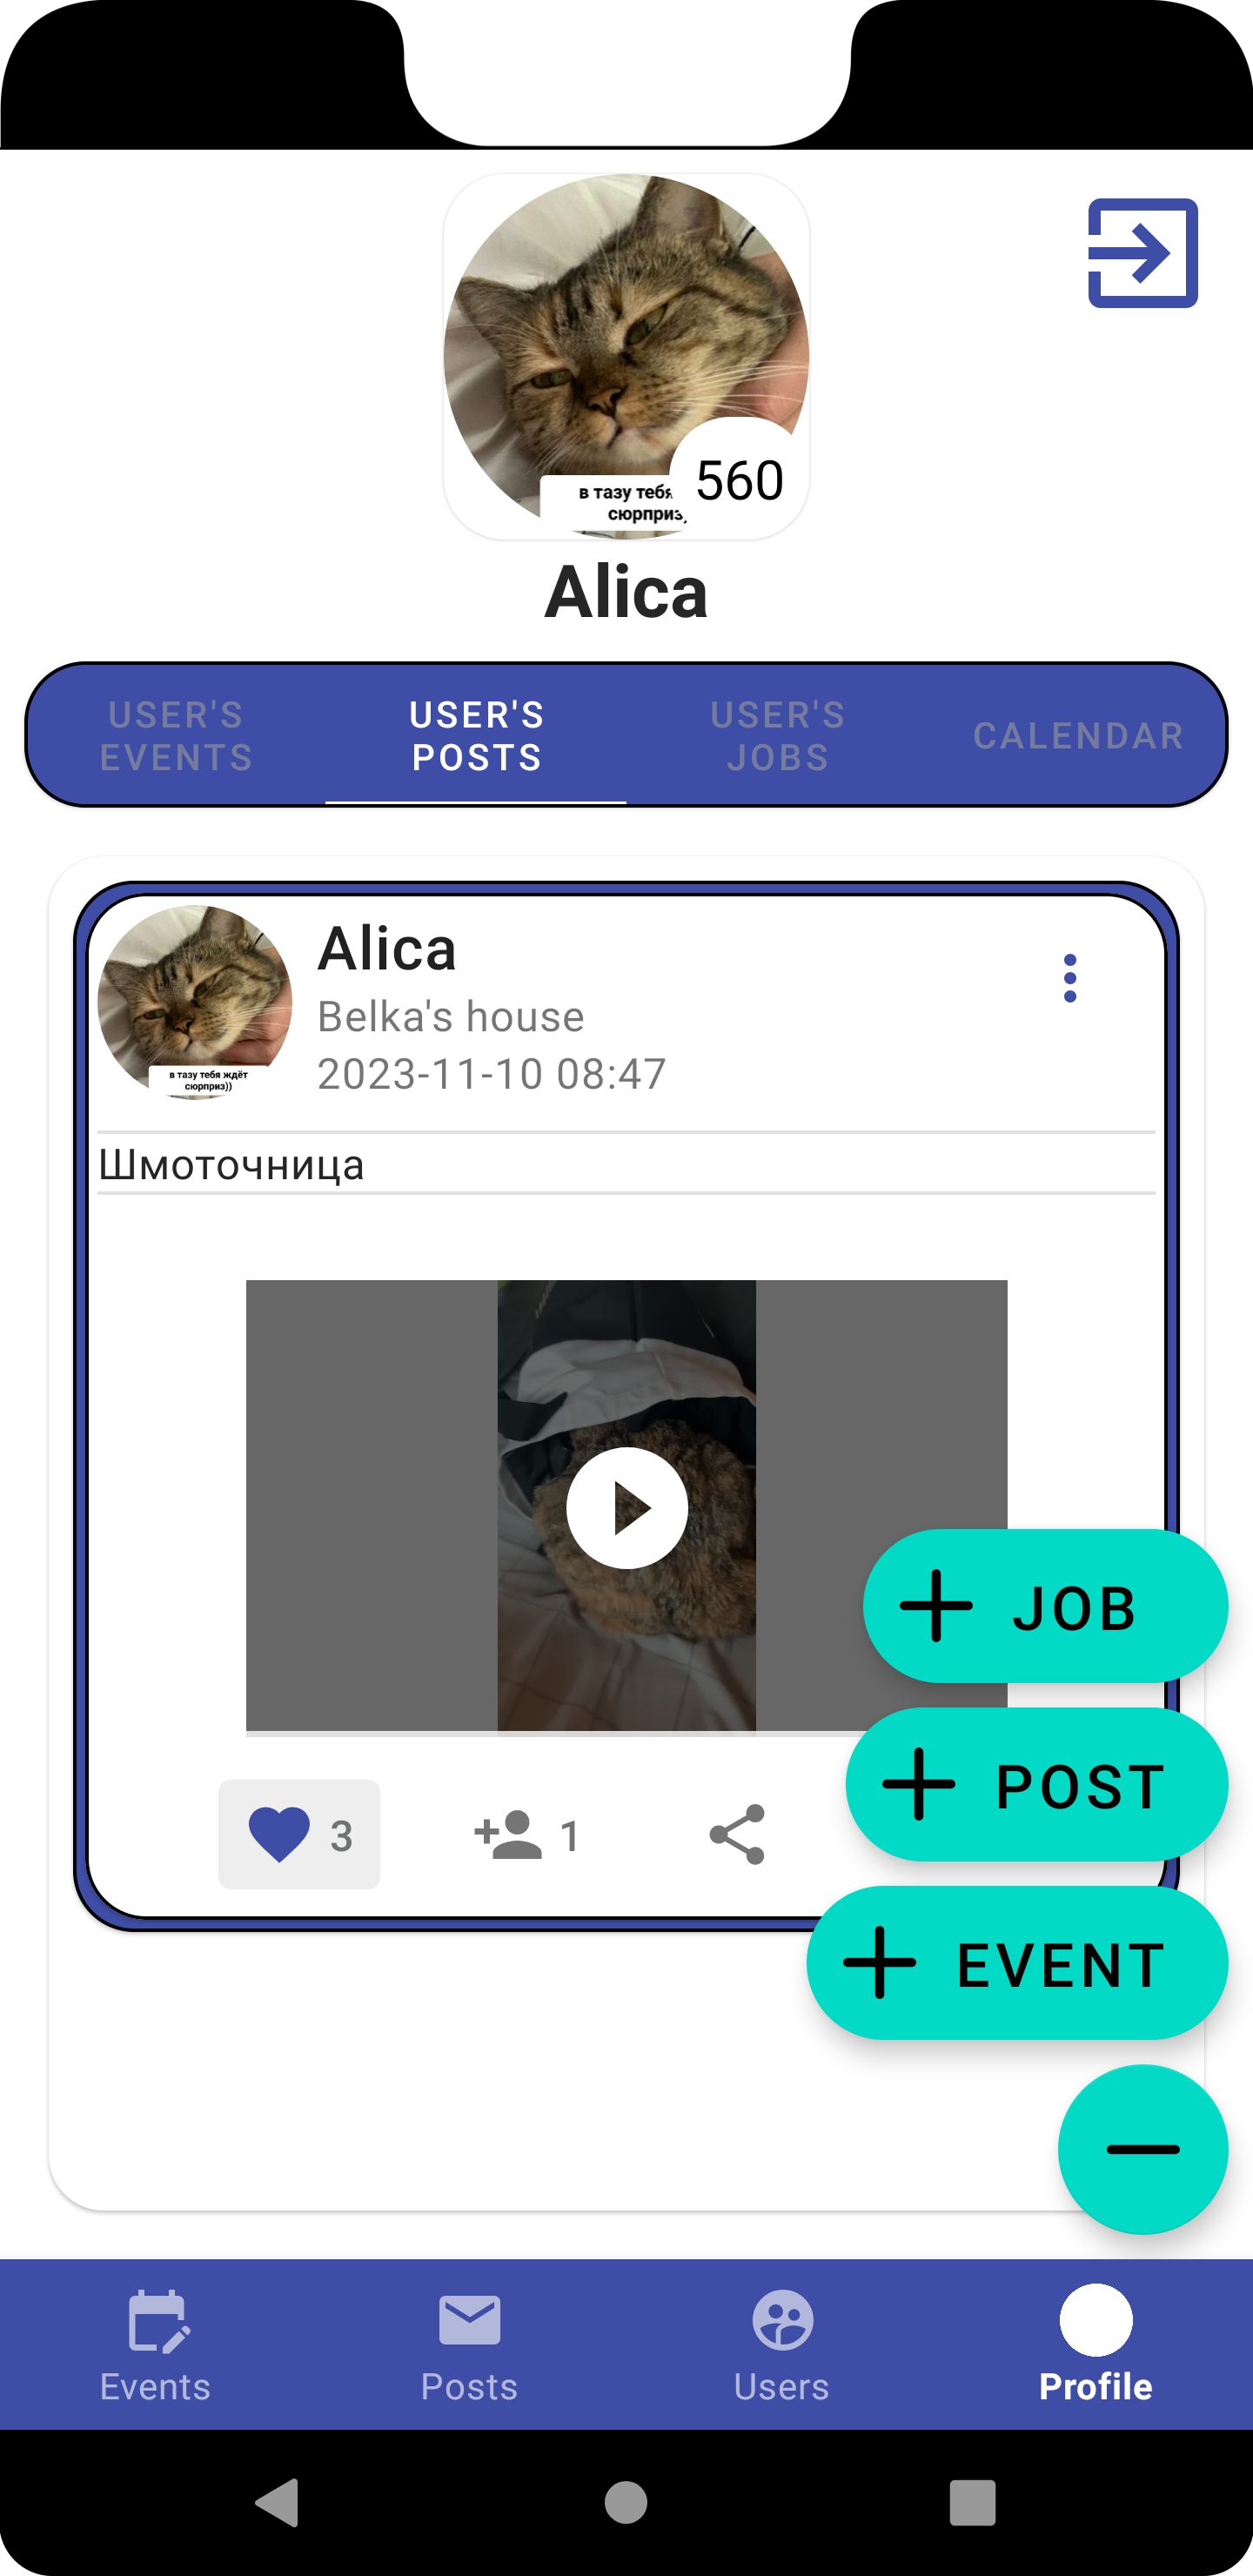 в тазу тебя
сюрприз
560
Alica
USER'S
EVENTS
USER'S
POSTS
USER'S
JOBS
CALENDAR
Alica
Belka's house
2023-11-10 08:47
в тазу тебя ждёт
сюрприз))
Шмоточница
JOB
POST
3
1
EVENT
Events
Posts
Users
Profile